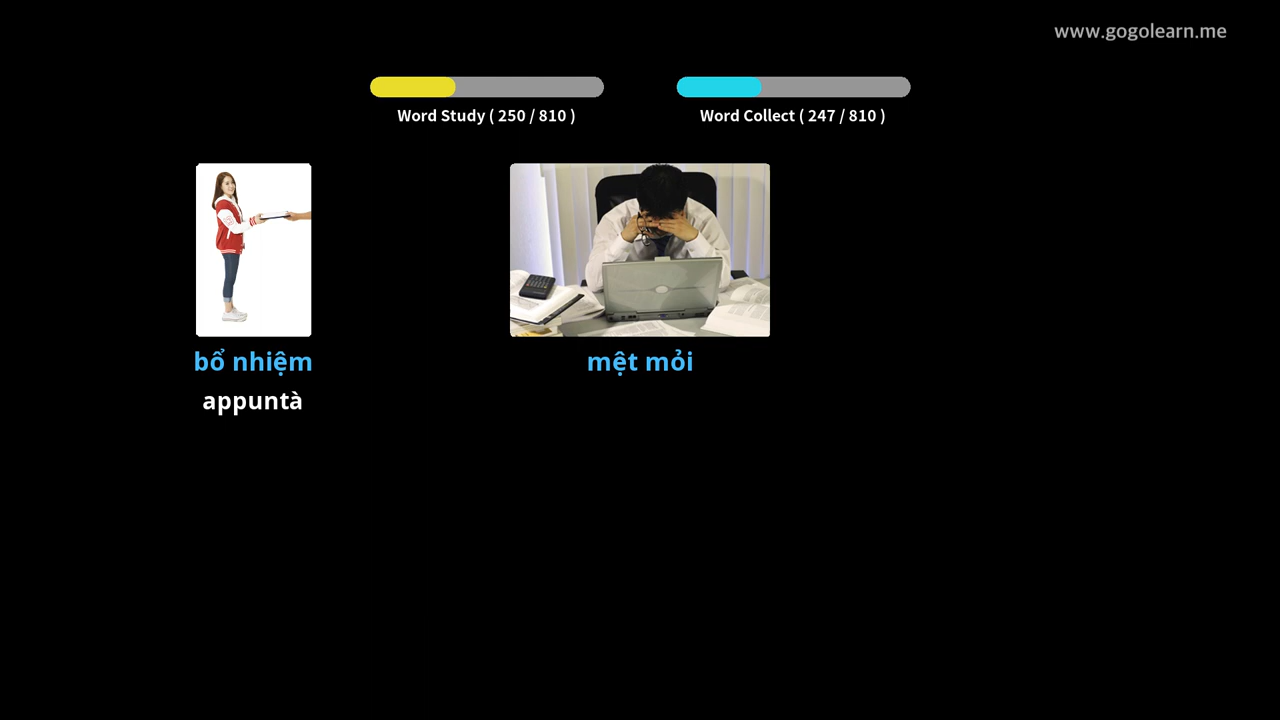 www.gogolearn.me
Word Study ( 250 / 810 )
Word Collect ( 247 / 810 )
bổ nhiệm
mệt mỏi
appuntà